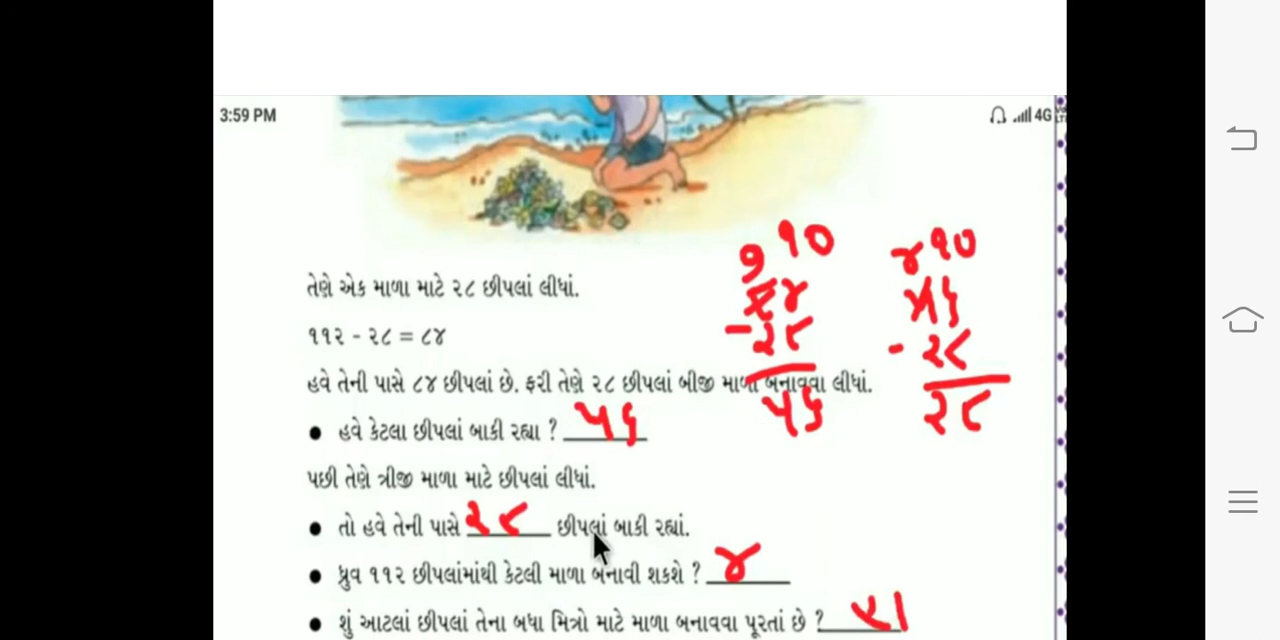 3:59 PM
4G
તેણે એક માળા માટે ૨૮ છીપલાં લીધાં.
૧૧૨ - ૨૮ = ૮૪
હવે તેની પાસે ૮૪ છીપલાં છે. ફરી તેણે ૨૮ છીપલાં બીજી માળા બનાવવા લીધાં.
● હવે કેટલા છીપલાં બાકી રહ્યા ? ૫૬
પછી તેણે ત્રીજી માળા માટે છીપલાં લીધાં.
● તો હવે તેની પાસે ૨૮ છીપલાં બાકી રહ્યાં.
● ધ્રુવ ૧૧૨ છીપલાંમાંથી કેટલી માળા બનાવી શકશે ? ૪
● શું આટલાં છીપલાં તેના બધા મિત્રો માટે માળા બનાવવા પૂરતાં છે ?
૭ ૧૦
૮૪
- ૨૮
૫૬
૪ ૧૦
૫૬
- ૨૮
૨૮